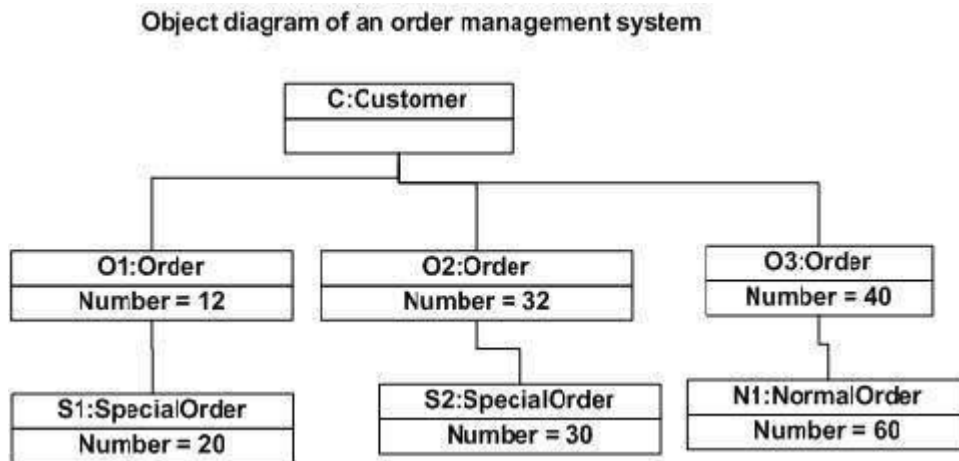 Object diagram of an order management system
C:Customer
O1:Order
Number = 12
O2:Order
Number = 32
O3:Order
Number = 40
S1:SpecialOrder
Number = 20
S2:SpecialOrder
Number = 30
N1:NormalOrder
Number = 60